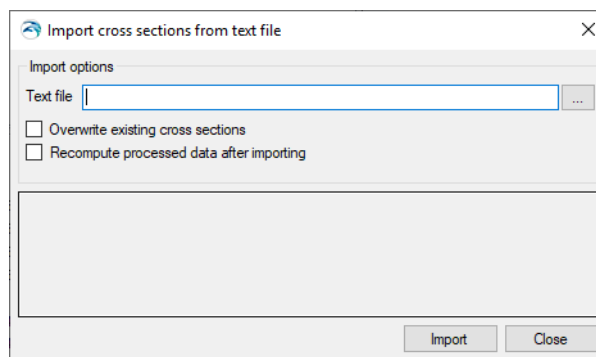 Import cross sections from text file
Import options
Text file
...
Overwrite existing cross sections
Recompute processed data after importing
Import
Close